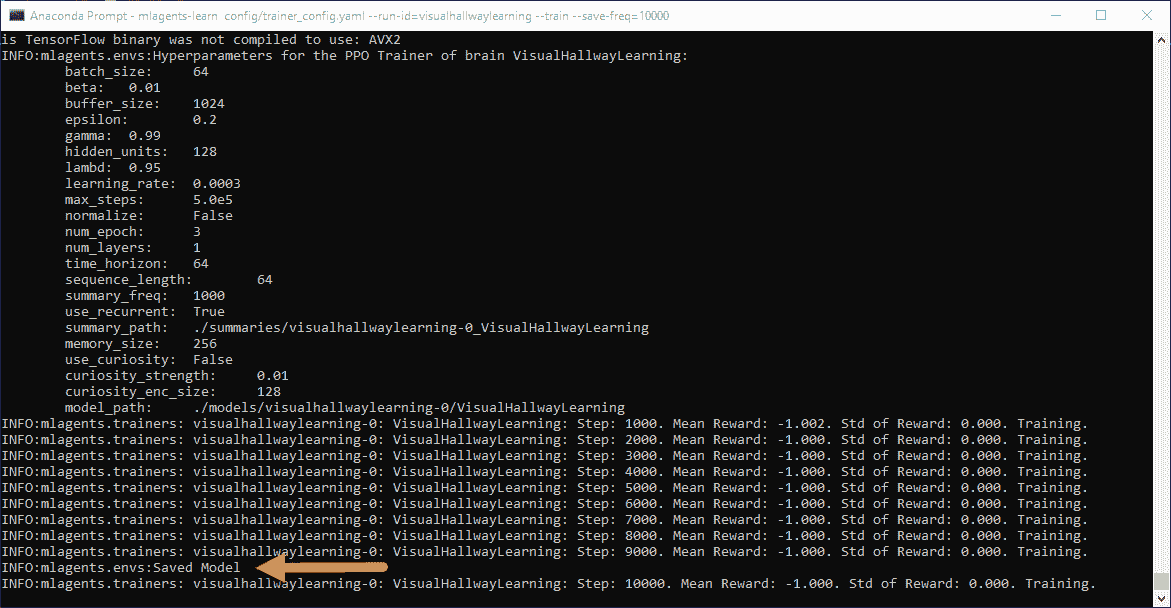 Anaconda Prompt - mlagents-learn  config/trainer_config.yaml --run-id=visualhallwaylearning --train --save-freq=10000
is TensorFlow binary was not compiled to use: AVX2
INFO:mlagents.envs:Hyperparameters for the PPO Trainer of brain VisualHallwayLearning:
batch_size: 64
beta: 0.01
buffer_size: 1024
epsilon: 0.2
gamma: 0.99
hidden_units: 128
lambd: 0.95
learning_rate: 0.0003
max_steps: 5.0e5
normalize: False
num_epoch: 3
num_layers: 1
time_horizon: 64
sequence_length: 64
summary_freq: 1000
use_recurrent: True
summary_path: ./summaries/visualhallwaylearning-0_VisualHallwayLearning
memory_size: 256
use_curiosity: False
curiosity_strength: 0.01
curiosity_enc_size: 128
model_path: ./models/visualhallwaylearning-0/VisualHallwayLearning
INFO:mlagents.trainers: visualhallwaylearning-0: VisualHallwayLearning: Step: 1000. Mean Reward: -1.002. Std of Reward: 0.000. Training.
INFO:mlagents.trainers: visualhallwaylearning-0: VisualHallwayLearning: Step: 2000. Mean Reward: -1.000. Std of Reward: 0.000. Training.
INFO:mlagents.trainers: visualhallwaylearning-0: VisualHallwayLearning: Step: 3000. Mean Reward: -1.000. Std of Reward: 0.000. Training.
INFO:mlagents.trainers: visualhallwaylearning-0: VisualHallwayLearning: Step: 4000. Mean Reward: -1.000. Std of Reward: 0.000. Training.
INFO:mlagents.trainers: visualhallwaylearning-0: VisualHallwayLearning: Step: 5000. Mean Reward: -1.000. Std of Reward: 0.000. Training.
INFO:mlagents.trainers: visualhallwaylearning-0: VisualHallwayLearning: Step: 6000. Mean Reward: -1.000. Std of Reward: 0.000. Training.
INFO:mlagents.trainers: visualhallwaylearning-0: VisualHallwayLearning: Step: 7000. Mean Reward: -1.000. Std of Reward: 0.000. Training.
INFO:mlagents.trainers: visualhallwaylearning-0: VisualHallwayLearning: Step: 8000. Mean Reward: -1.000. Std of Reward: 0.000. Training.
INFO:mlagents.trainers: visualhallwaylearning-0: VisualHallwayLearning: Step: 9000. Mean Reward: -1.000. Std of Reward: 0.000. Training.
INFO:mlagents.envs:Saved Model
INFO:mlagents.trainers: visualhallwaylearning-0: VisualHallwayLearning: Step: 10000. Mean Reward: -1.000. Std of Reward: 0.000. Training.